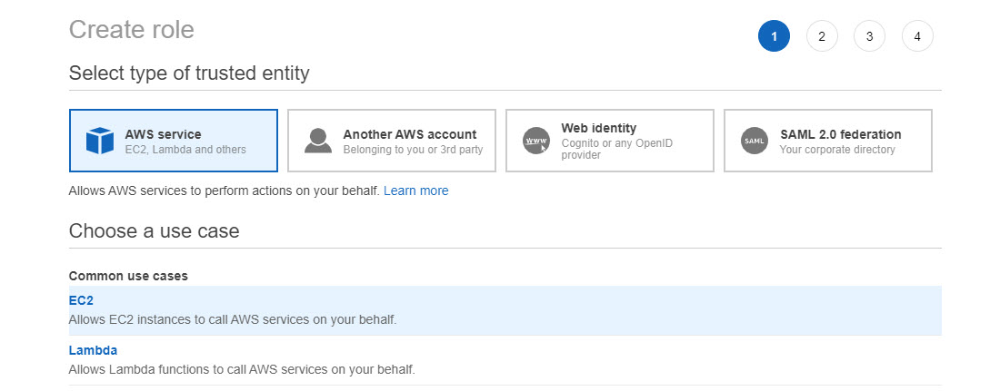 Create role
1 2 3 4
Select type of trusted entity
AWS service
EC2, Lambda and others
Another AWS account
Belonging to you or 3rd party
www
Web identity
Cognito or any OpenID
provider
SAML
SAML 2.0 federation
Your corporate directory
Allows AWS services to perform actions on your behalf. Learn more
Choose a use case
Common use cases
EC2
Allows EC2 instances to call AWS services on your behalf.
Lambda
Allows Lambda functions to call AWS services on your behalf.